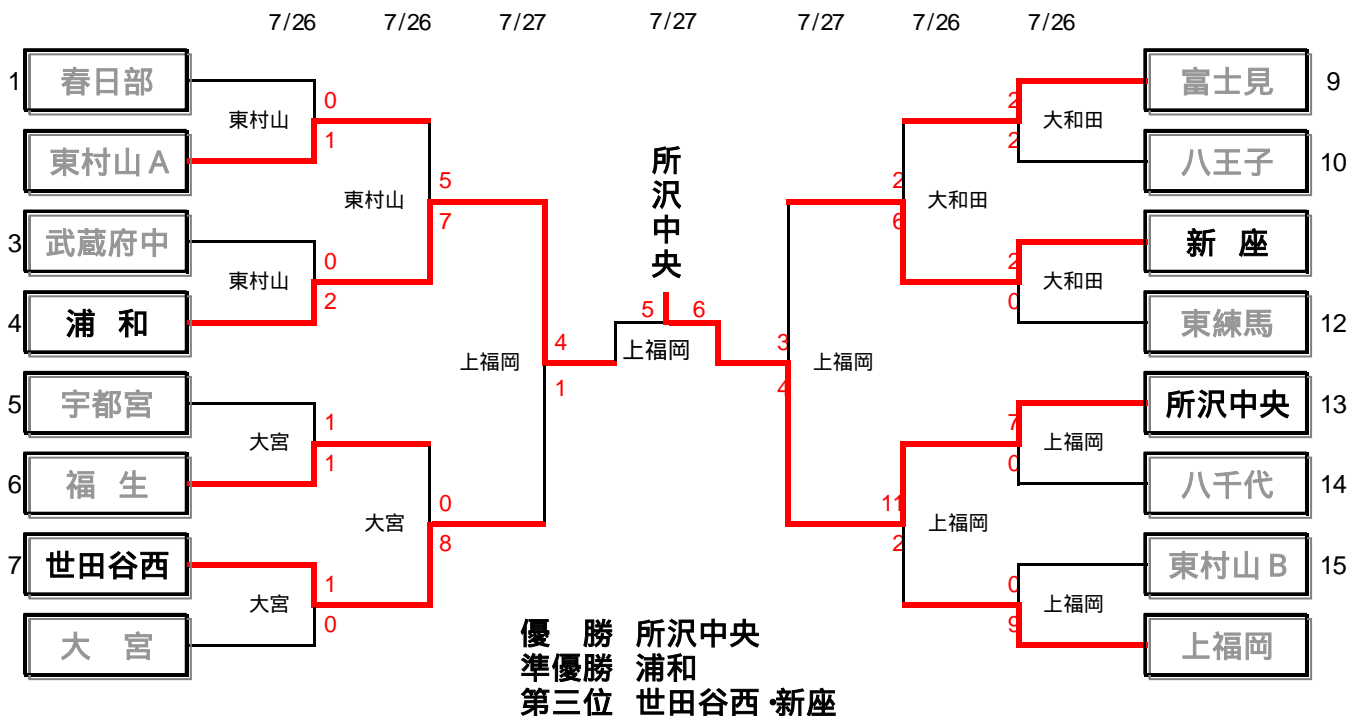 7/26 7/26 7/27 7/27 7/27 7/26 7/26
1 春日部 富士見 9
0 2
東村山 大和田
1 2
東村山A 八王子 10
所沢中央
5 2
東村山 大和田
7 6
3 武蔵府中 新 座
0 2
東村山 大和田
2 0
4 浦 和 東練馬 12
5 6
上福岡
4 3
上福岡 上福岡
1 4
5 宇都宮 所沢中央 13
1 7
大宮 上福岡
1 0
6 福 生 八千代 14
0 11
大宮 上福岡
8 2
7 世田谷西 東村山B 15
1 0
大宮 上福岡
0 9
大 宮 上福岡
優 勝 所沢中央
準優勝 浦和
第三位 世田谷西・新座